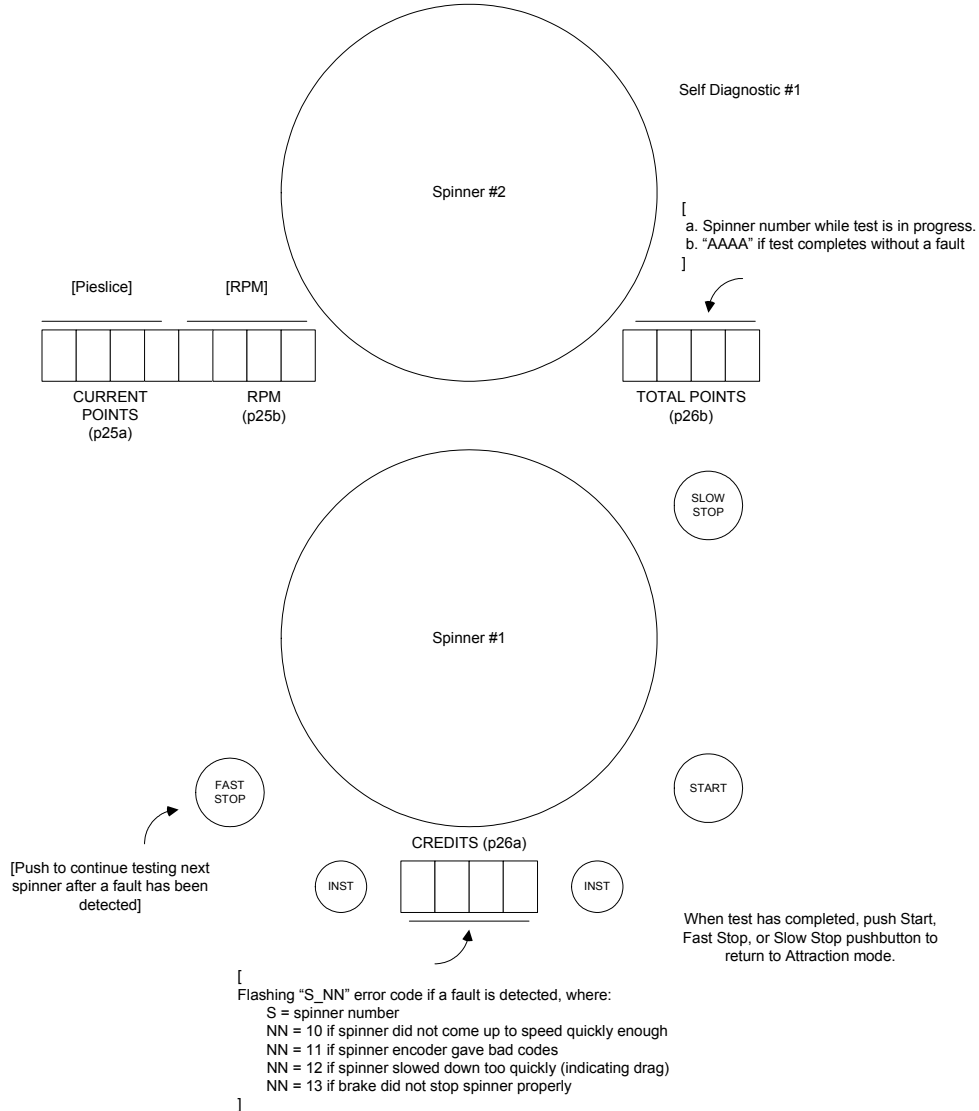 Self Diagnostic #1
Spinner #2
[
a. Spinner number while test is in progress.
b. “AAAA” if test completes without a fault
]
[Pieslice]
[RPM]
CURRENT
POINTS
(p25a)
RPM
(p25b)
TOTAL POINTS
(p26b)
SLOW
STOP
Spinner #1
FAST
STOP
START
[Push to continue testing next
spinner after a fault has been
detected]
CREDITS (p26a)
INST
INST
When test has completed, push Start,
Fast Stop, or Slow Stop pushbutton to
return to Attraction mode.
[
Flashing “S_NN” error code if a fault is detected, where:
S = spinner number
NN = 10 if spinner did not come up to speed quickly enough
NN = 11 if spinner encoder gave bad codes
NN = 12 if spinner slowed down too quickly (indicating drag)
NN = 13 if brake did not stop spinner properly
]